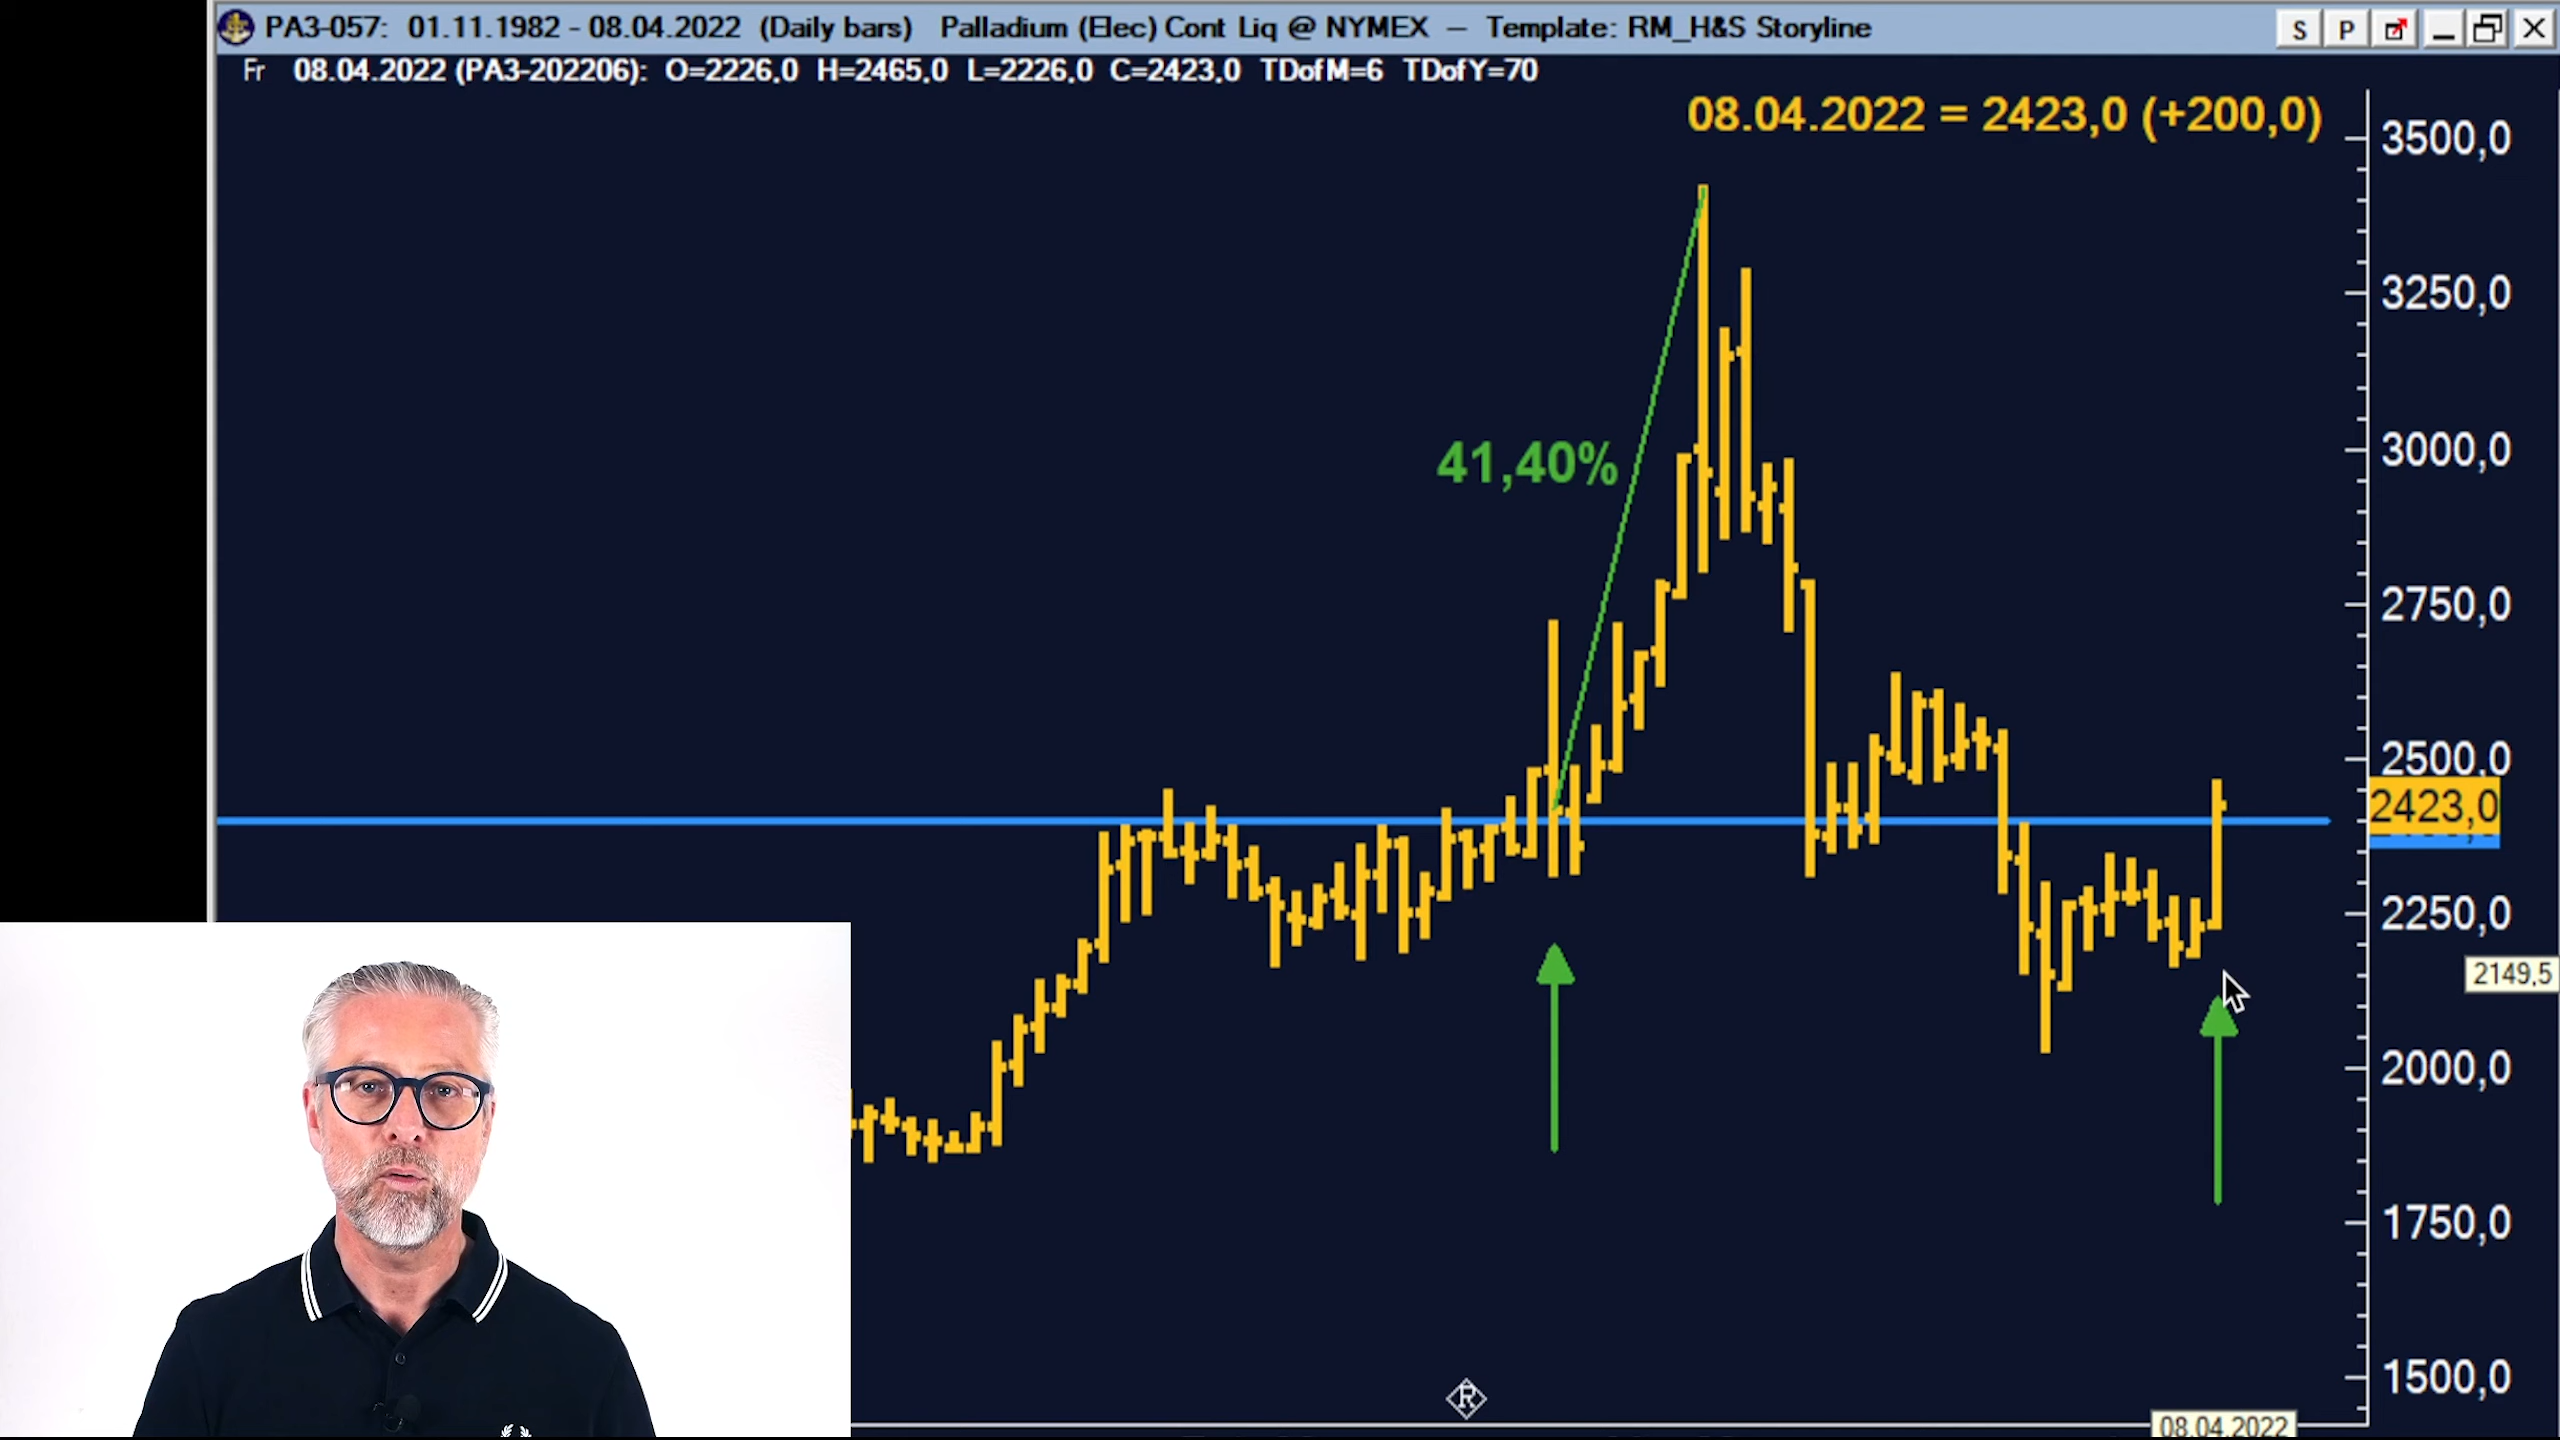 PA3-057: 01.11.1982 - 08.04.2022 (Daily bars) Palladium (Elec) Cont Liq @ NYMEX – Template: RM_H&S Storyline
S P
Fr 08.04.2022 (PA3-202206): O=2226,0 H=2465,0 L=2226,0 C=2423,0 TDofM=6 TDofY=70
08.04.2022 = 2423,0 (+200,0)
3500,0
3250,0
41,40%
3000,0
2750,0
2500,0
2423,0
2250,0
2149,5
2000,0
1750,0
1500,0
R
08.04.2022